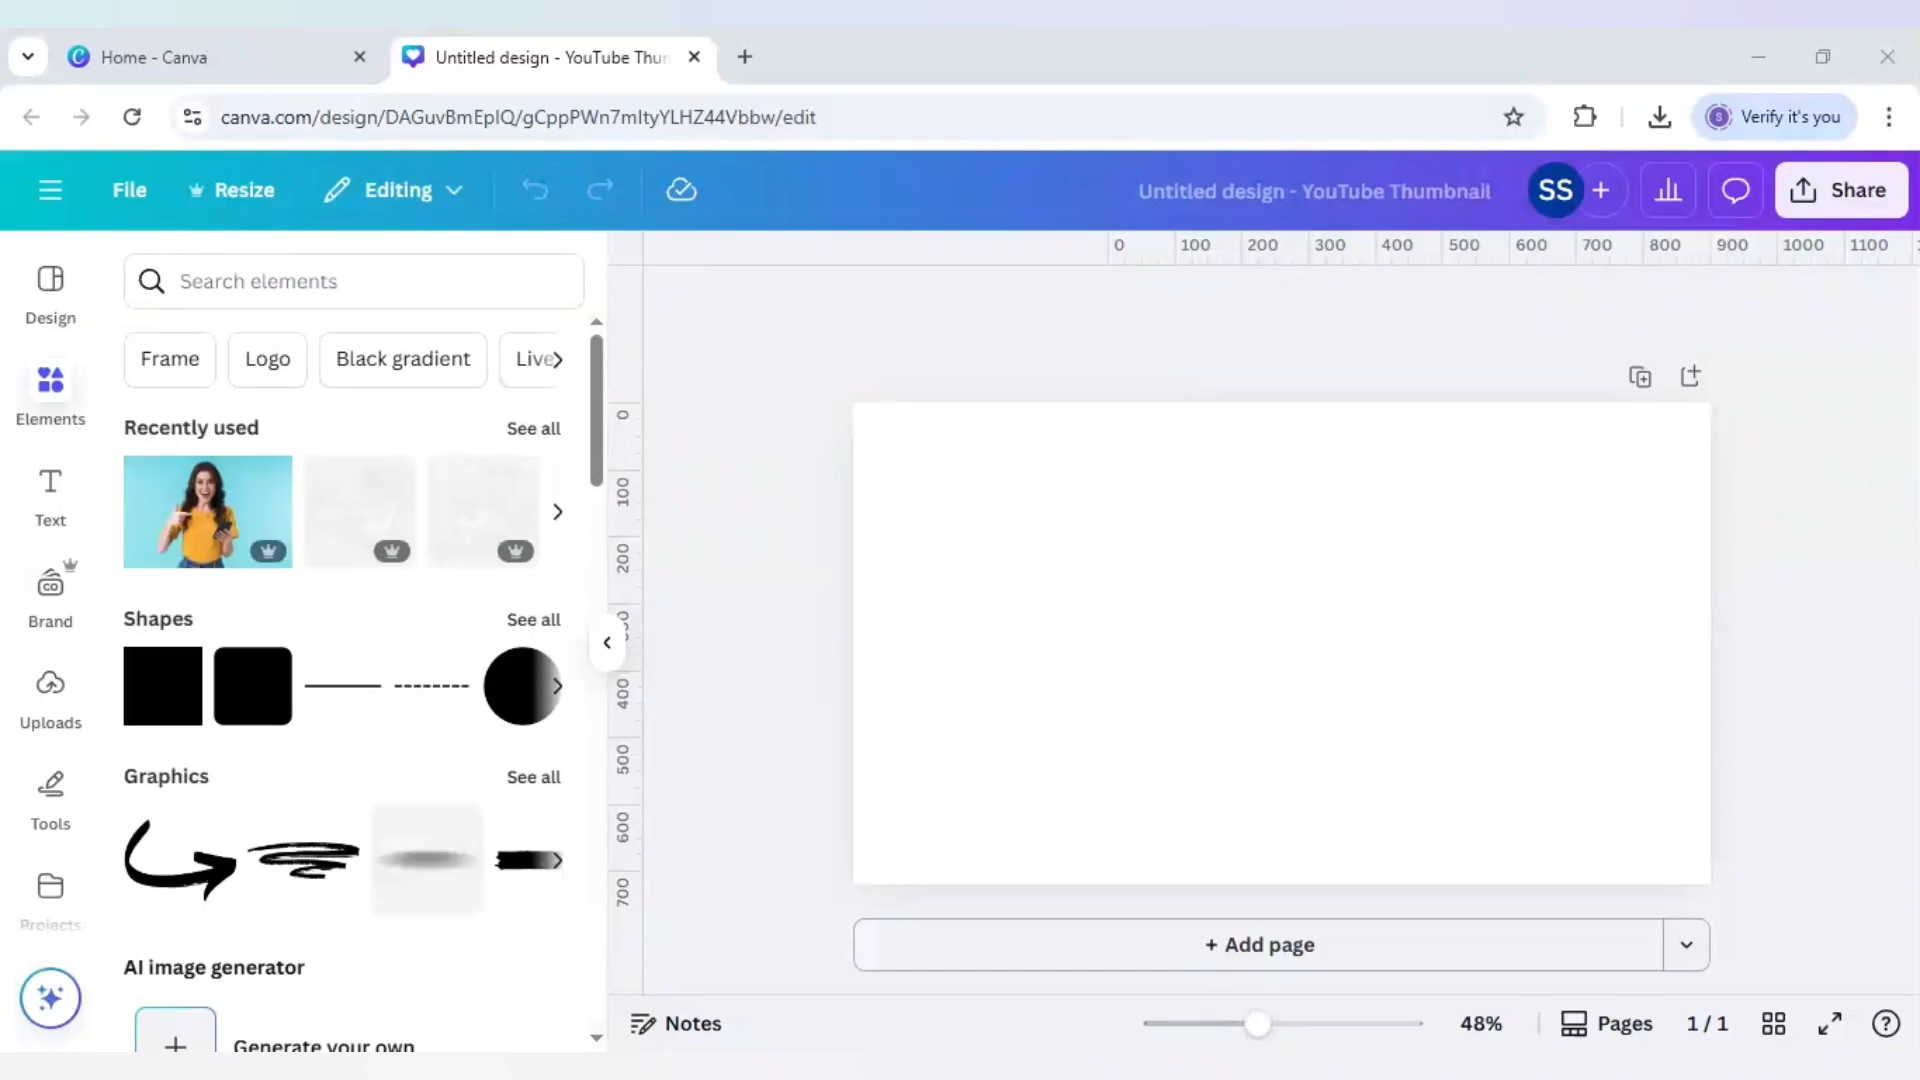 Home - Canva
Untitled design - YouTube Thur
canva.com/design/DAGuvBmEpIQ/gCppPWn7mItyYLHZ44Vbbw/edit
S
Verify it's you
File
Resize
Editing
Untitled design - YouTube Thumbnail
SS
+
Share
0 100 200 300 400 500 600 700 800 900 1000 1100
Design
Elements
Text
Brand
CO
Uploads
Tools
Projects
Search elements
Frame
Logo
Black gradient
Live
Recently used
See all
Shapes
See all
Graphics
See all
AI image generator
+
Generate your own
0
100
200
400
500
600
700
+ Add page
Notes
48%
Pages
1 / 1
?